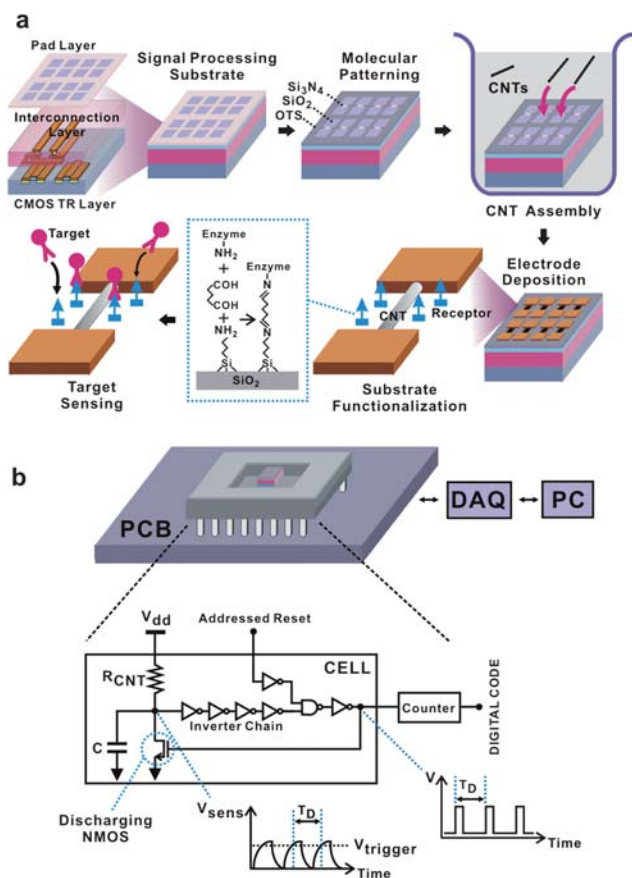 a
Pad Layer
Interconnection
Layer
CMOS TR Layer
Signal Processing
Substrate
Molecular
Patterning
Si3N4
SiO2
OTS
CNTs
CNT Assembly
Electrode
Deposition
CNT
Receptor
Substrate
Functionalization
Enzyme
NH2
+
COH
COH
+
NH2
Si
Enzyme
N
N
Si
SiO2
Target
Target
Sensing
b
PCB
DAQ
PC
Vdd
Addressed Reset
CELL
RCNT
Inverter Chain
C
Counter
DIGITAL CODE
Discharging
NMOS
Vsens
TD
Vtrigger
Time
V
TD
Time